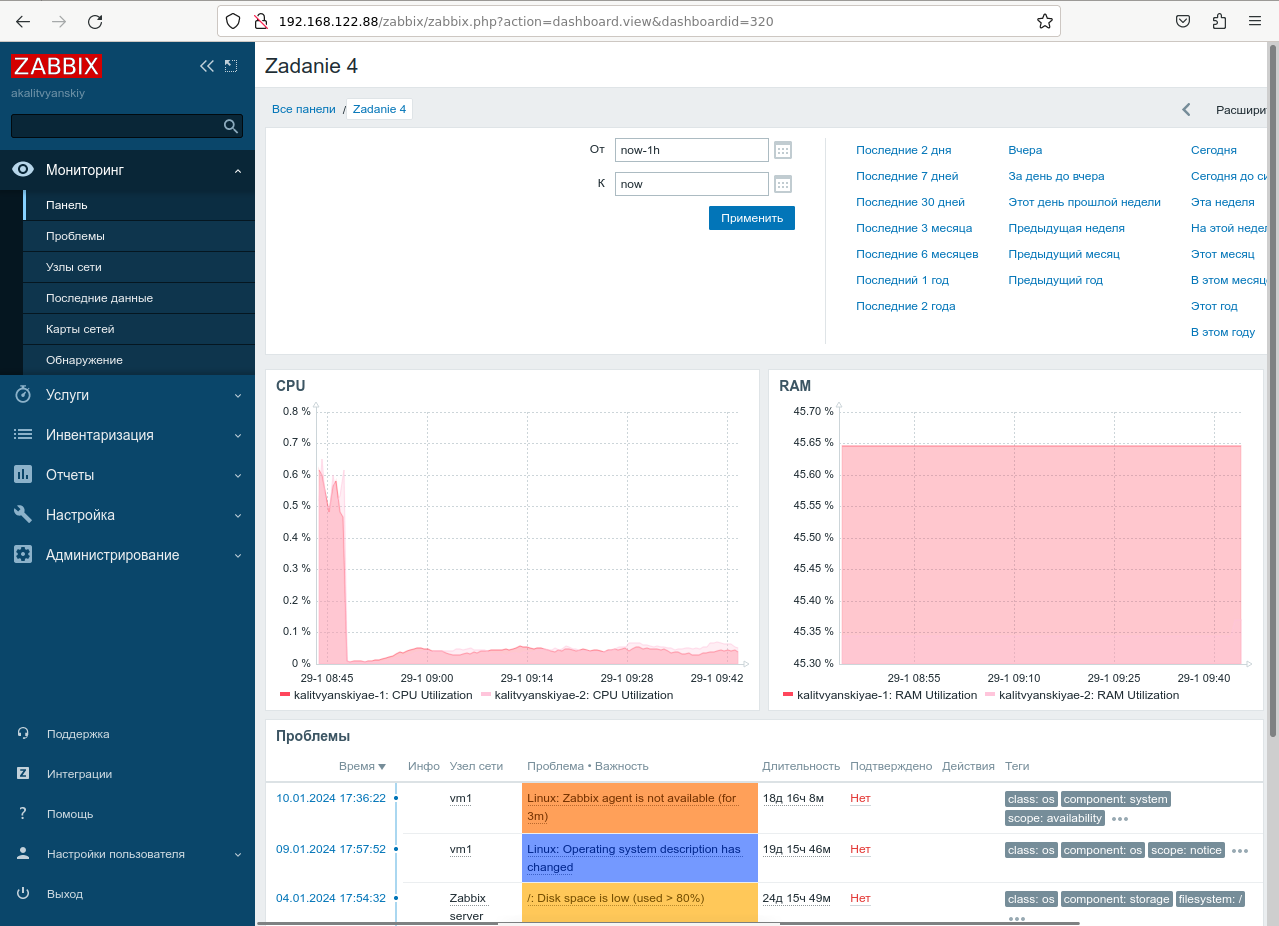 192.168.122.88/zabbix/zabbix.php?action=dashboard.view&dashboardid=320
ZABBIX
akalitvyanskiy
Мониторинг
Панель
Проблемы
Узлы сети
Последние данные
Карты сетей
Обнаружение
Услуги
Инвентаризация
Отчеты
Настройка
Администрирование
Поддержка
Z Интеграции
? Помощь
Настройки пользователя
Выход
Zadanie 4
Все панели / Zadanie 4
Расшири
От now-1h
К now
Применить
Последние 2 дня Вчера Сегодня
Последние 7 дней За день до вчера Сегодня до си
Последние 30 дней Этот день прошлой недели Эта неделя
Последние 3 месяца Предыдущая неделя На этой недел
Последние 6 месяцев Предыдущий месяц Этот месяц
Последний 1 год Предыдущий год В этом месяц
Последние 2 года Этот год
В этом году
CPU
0.8 %
0.7 %
0.6 %
0.5 %
0.4 %
0.3 %
0.2 %
0.1 %
0 %
29-1 08:45 29-1 09:00 29-1 09:14 29-1 09:28 29-1 09:42
kalitvyanskiyae-1: CPU Utilization kalitvyanskiyae-2: CPU Utilization
RAM
45.70 %
45.65 %
45.60 %
45.55 %
45.50 %
45.45 %
45.40 %
45.35 %
45.30 %
29-1 08:55 29-1 09:10 29-1 09:25 29-1 09:40
kalitvyanskiyae-1: RAM Utilization kalitvyanskiyae-2: RAM Utilization
Проблемы
Время Инфо Узел сети Проблема • Важность Длительность Подтверждено Действия Теги
10.01.2024 17:36:22 vm1 Linux: Zabbix agent is not available (for 18д 16ч 8м Нет class: os component: system
3m) scope: availability •••
09.01.2024 17:57:52 vm1 Linux: Operating system description has 19д 15ч 46м Нет class: os component: os scope: notice •••
changed
04.01.2024 17:54:32 Zabbix /: Disk space is low (used > 80%) 24д 15ч 49м Нет class: os component: storage filesystem: /
server •••